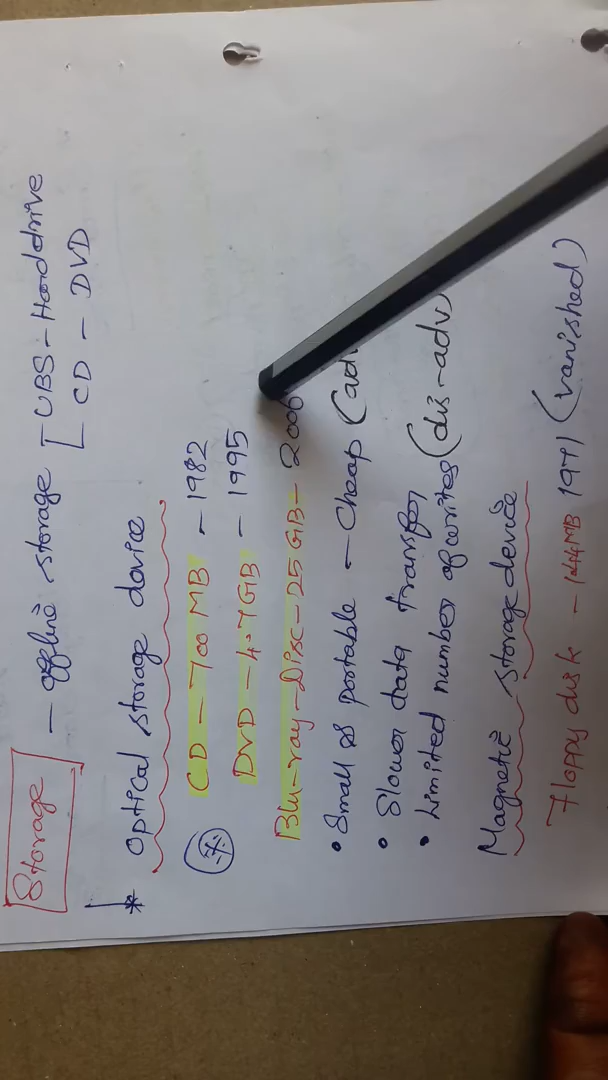 Storage — offline storage [ UBS - Harddrive
CD - DVD
* optical storage device
CD - 700 MB - 1982
DVD - 4.7GB - 1995
Blu-ray - Disc - 25 GB - 2006
• Small & portable - Cheap (adv
• Slower data transfer
• Limited number of writes (dis-adv)
Magnetic storage device
Floppy disk - 1.44MB 1971 (vanished)